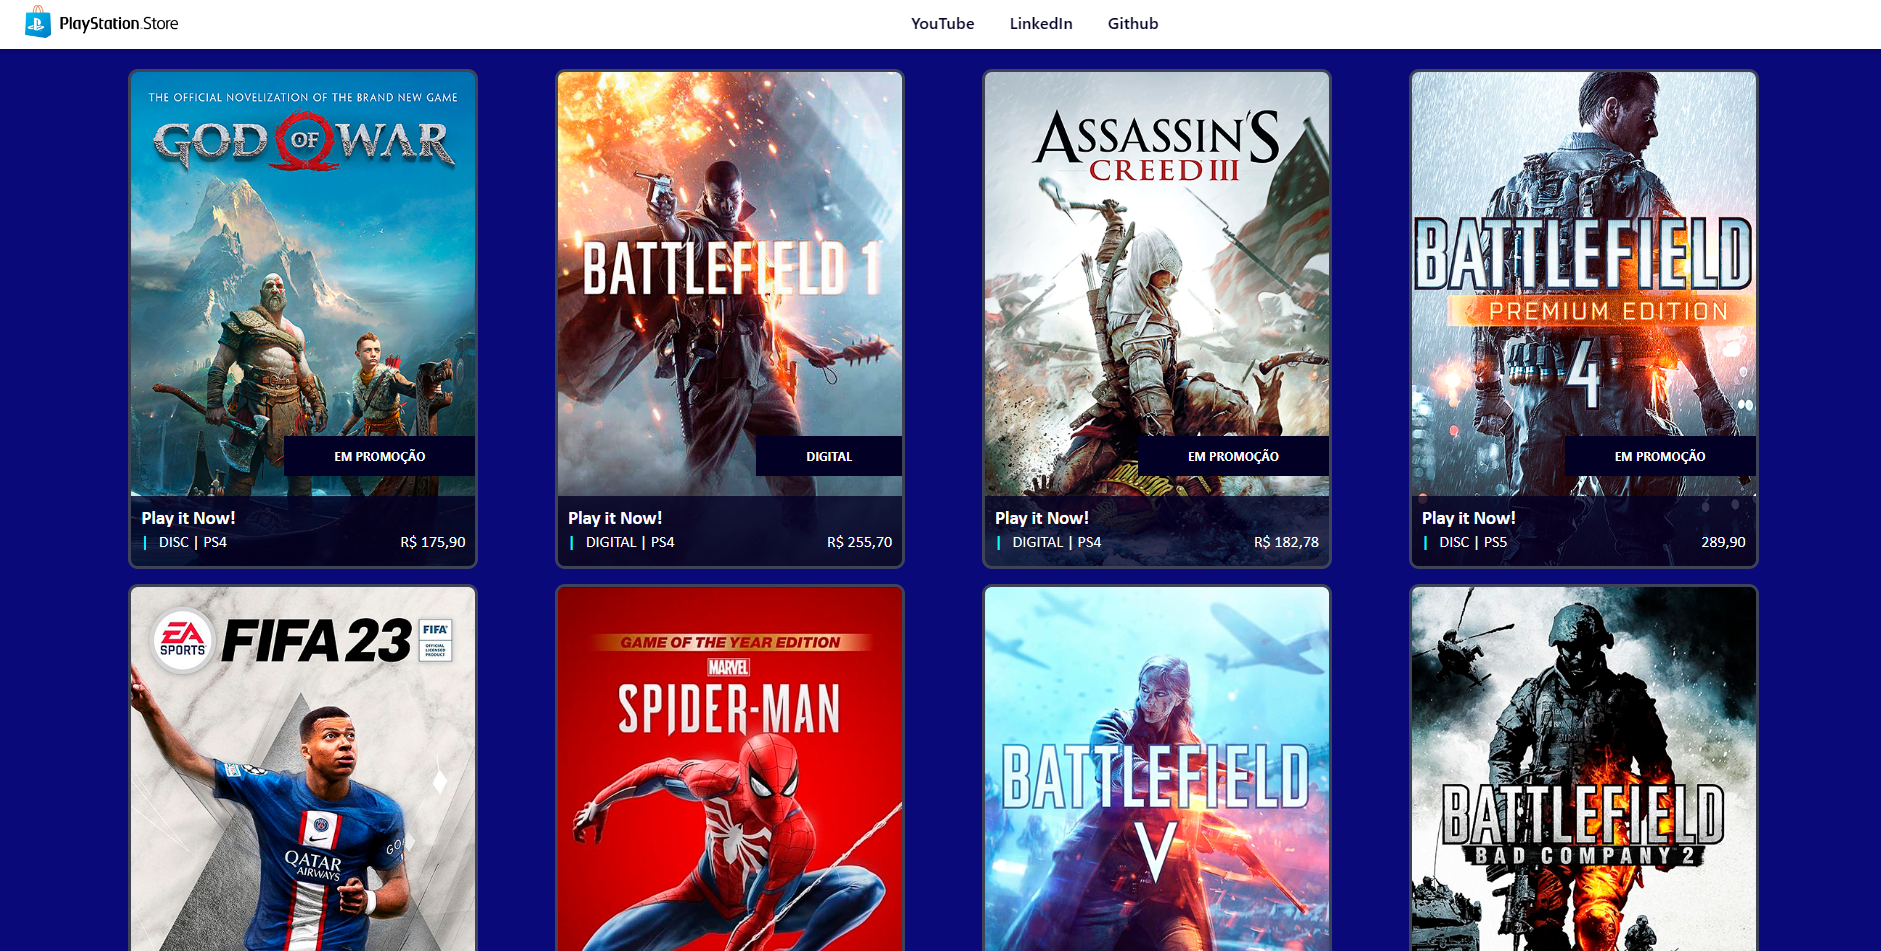 PlayStation.Store
YouTube
LinkedIn
Github
THE OFFICIAL NOVELIZATION OF THE BRAND NEW GAME
GOD OF WAR
EM PROMOÇÃO
Play it Now!
| DISC | PS4
R$ 175,90
BATTLEFIELD 1
DIGITAL
Play it Now!
| DIGITAL | PS4
R$ 255,70
ASSASSIN'S
CREED III
EM PROMOÇÃO
Play it Now!
| DIGITAL | PS4
R$ 182,78
BATTLEFIELD
PREMIUM EDITION
4
EM PROMOÇÃO
Play it Now!
| DISC | PS5
289,90
EA
SPORTS
FIFA 23
FIFA
OFFICIAL
LICENSED
PRODUCT
QATAR
AIRWAYS
GO
GAME OF THE YEAR EDITION
MARVEL
SPIDER-MAN
BATTLEFIELD
V
BATTLEFIELD
BAD COMPANY 2